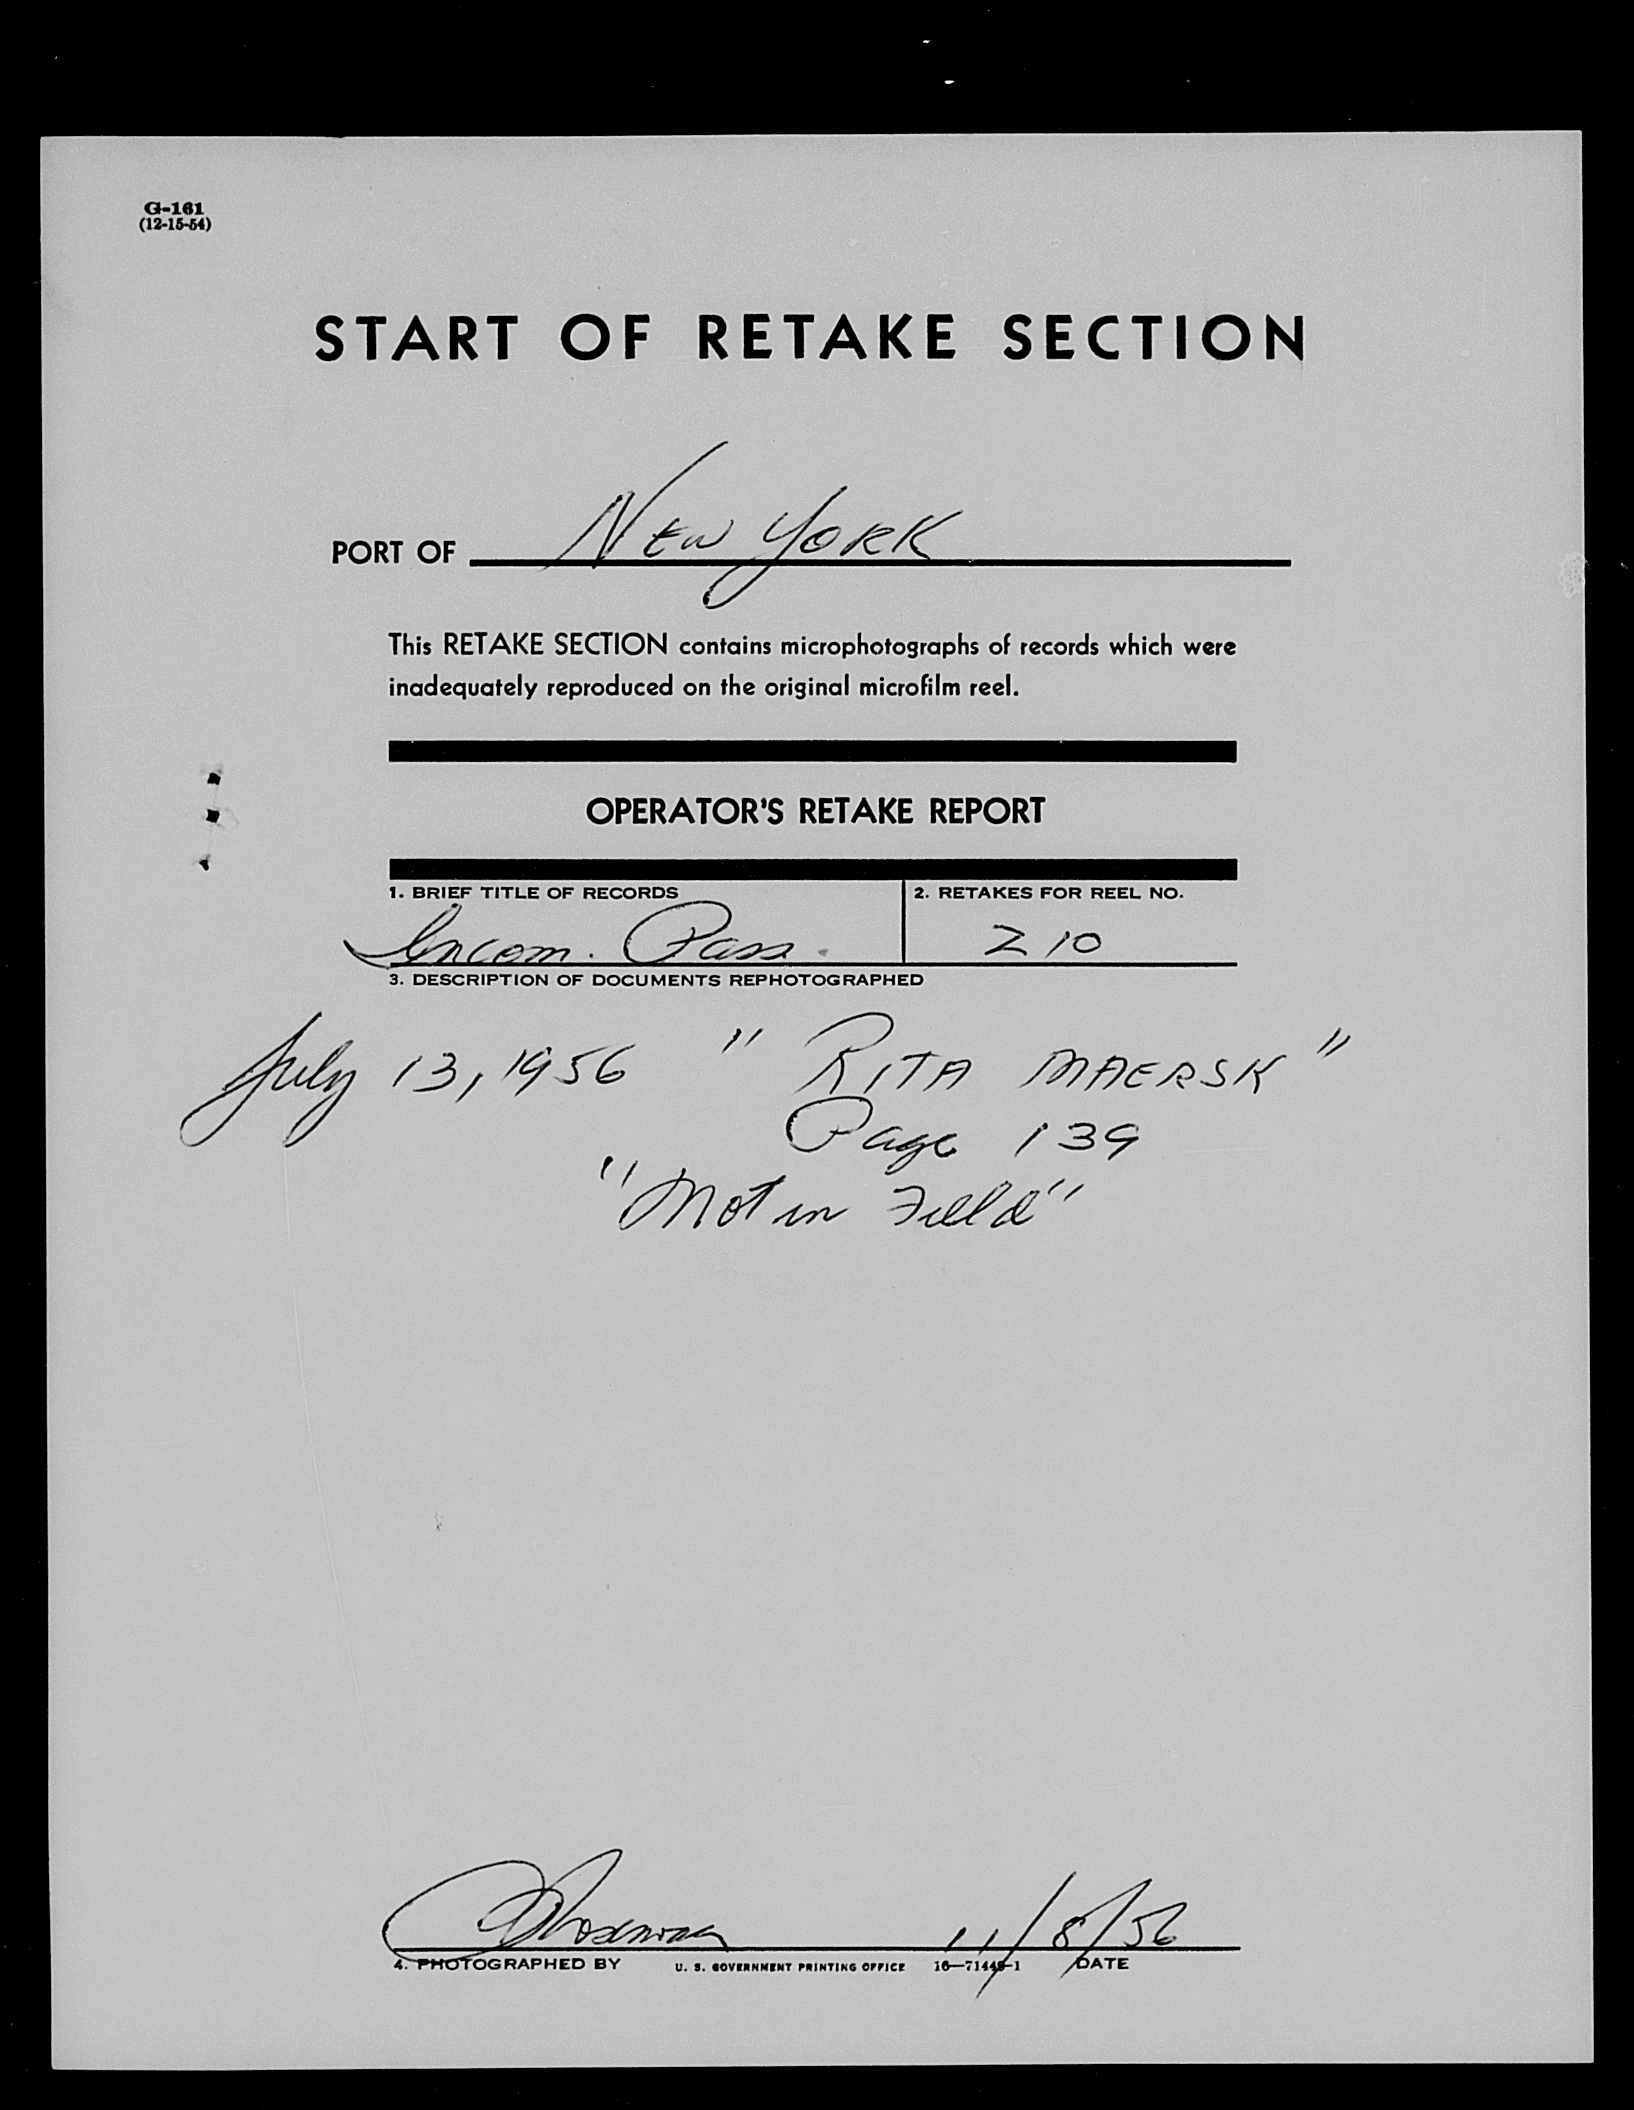 G-161
(12-15-54)
START OF RETAKE SECTION
PORT OF New York
This RETAKE SECTION contains microphotographs of records which were
inadequately reproduced on the original microfilm reel.
OPERATOR'S RETAKE REPORT
1. BRIEF TITLE OF RECORDS
Incom. Pass.
2. RETAKES FOR REEL NO.
210
3. DESCRIPTION OF DOCUMENTS REPHOTOGRAPHED
July 13, 1956 " RITA MAERSK "
Page 139
"Not in Field"
11/8/56
4. PHOTOGRAPHED BY
U. S. GOVERNMENT PRINTING OFFICE 16—71448-1
DATE